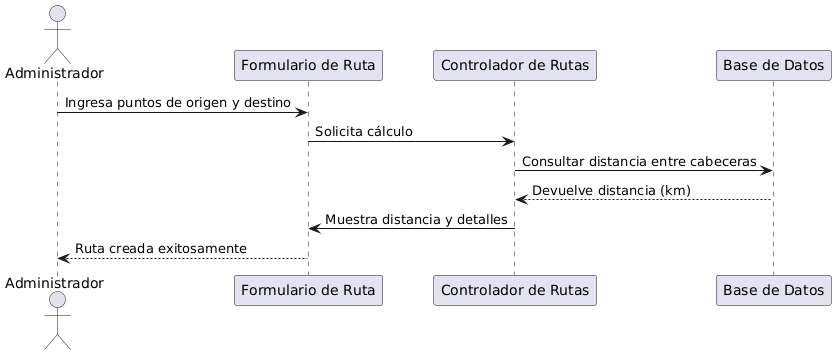 Administrador
Formulario de Ruta
Controlador de Rutas
Base de Datos
Ingresa puntos de origen y destino
Solicita cálculo
Consultar distancia entre cabeceras
Devuelve distancia (km)
Muestra distancia y detalles
Ruta creada exitosamente
Administrador
Formulario de Ruta
Controlador de Rutas
Base de Datos